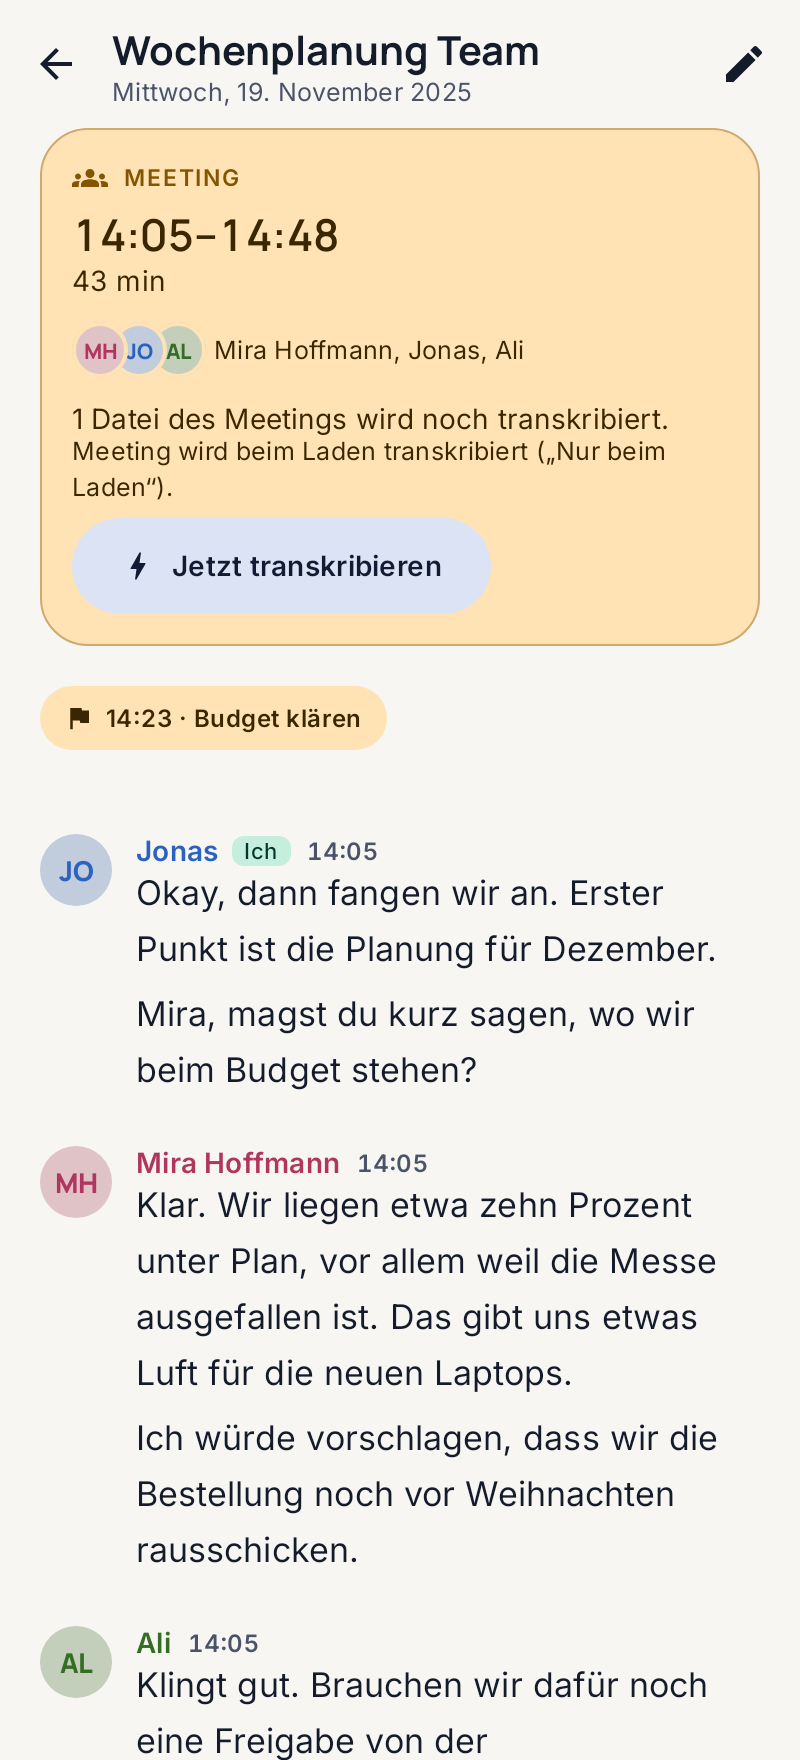 Wochenplanung Team
Mittwoch, 19. November 2025
MEETING
14:05–14:48
43 min
MH JO AL Mira Hoffmann, Jonas, Ali
1 Datei des Meetings wird noch transkribiert.
Meeting wird beim Laden transkribiert („Nur beim
Laden“).
Jetzt transkribieren
14:23 · Budget klären
JO Jonas Ich 14:05
Okay, dann fangen wir an. Erster
Punkt ist die Planung für Dezember.
Mira, magst du kurz sagen, wo wir
beim Budget stehen?
MH Mira Hoffmann 14:05
Klar. Wir liegen etwa zehn Prozent
unter Plan, vor allem weil die Messe
ausgefallen ist. Das gibt uns etwas
Luft für die neuen Laptops.
Ich würde vorschlagen, dass wir die
Bestellung noch vor Weihnachten
rausschicken.
AL Ali 14:05
Klingt gut. Brauchen wir dafür noch
eine Freigabe von der